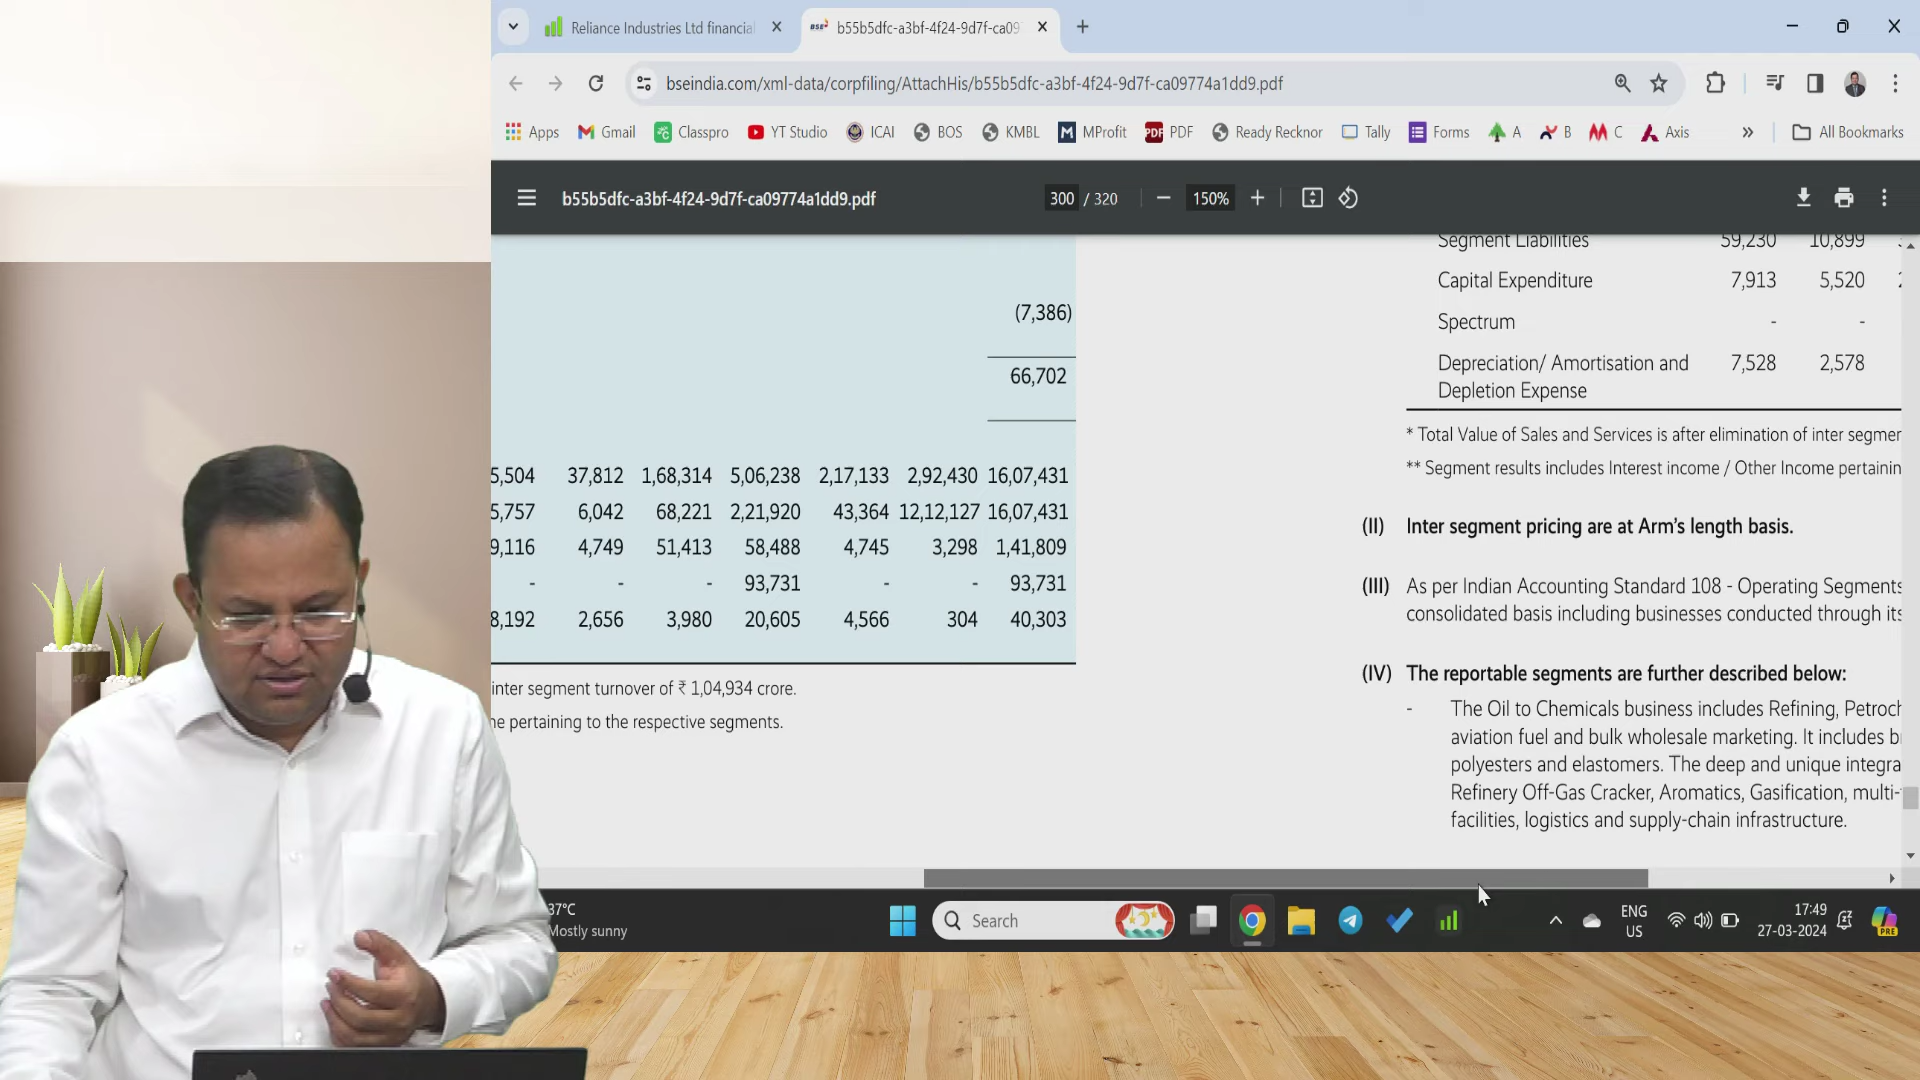 Reliance Industries Ltd financia
BSE b55b5dfc-a3bf-4f24-9d7f-ca09
bseindia.com/xml-data/corpfiling/AttachHis/b55b5dfc-a3bf-4f24-9d7f-ca09774a1dd9.pdf
Apps Gmail Classpro YT Studio ICAI BOS KMBL MProfit PDF PDF Ready Recknor Tally Forms A B C Axis » All Bookmarks
b55b5dfc-a3bf-4f24-9d7f-ca09774a1dd9.pdf 300 / 320 150%
(7,386)
66,702
5,504 37,812 1,68,314 5,06,238 2,17,133 2,92,430 16,07,431
5,757 6,042 68,221 2,21,920 43,364 12,12,127 16,07,431
9,116 4,749 51,413 58,488 4,745 3,298 1,41,809
- - - 93,731 - - 93,731
8,192 2,656 3,980 20,605 4,566 304 40,303
inter segment turnover of ₹ 1,04,934 crore.
ne pertaining to the respective segments.
Segment Liabilities 59,230 10,899
Capital Expenditure 7,913 5,520
Spectrum - -
Depreciation/ Amortisation and 7,528 2,578
Depletion Expense
* Total Value of Sales and Services is after elimination of inter segmer
** Segment results includes Interest income / Other Income pertainin
(II) Inter segment pricing are at Arm's length basis.
(III) As per Indian Accounting Standard 108 - Operating Segments
consolidated basis including businesses conducted through its
(IV) The reportable segments are further described below:
- The Oil to Chemicals business includes Refining, Petroch
aviation fuel and bulk wholesale marketing. It includes b
polyesters and elastomers. The deep and unique integra
Refinery Off-Gas Cracker, Aromatics, Gasification, multi-
facilities, logistics and supply-chain infrastructure.
37°C
Mostly sunny
Search
ENG
US
17:49
27-03-2024
PRE